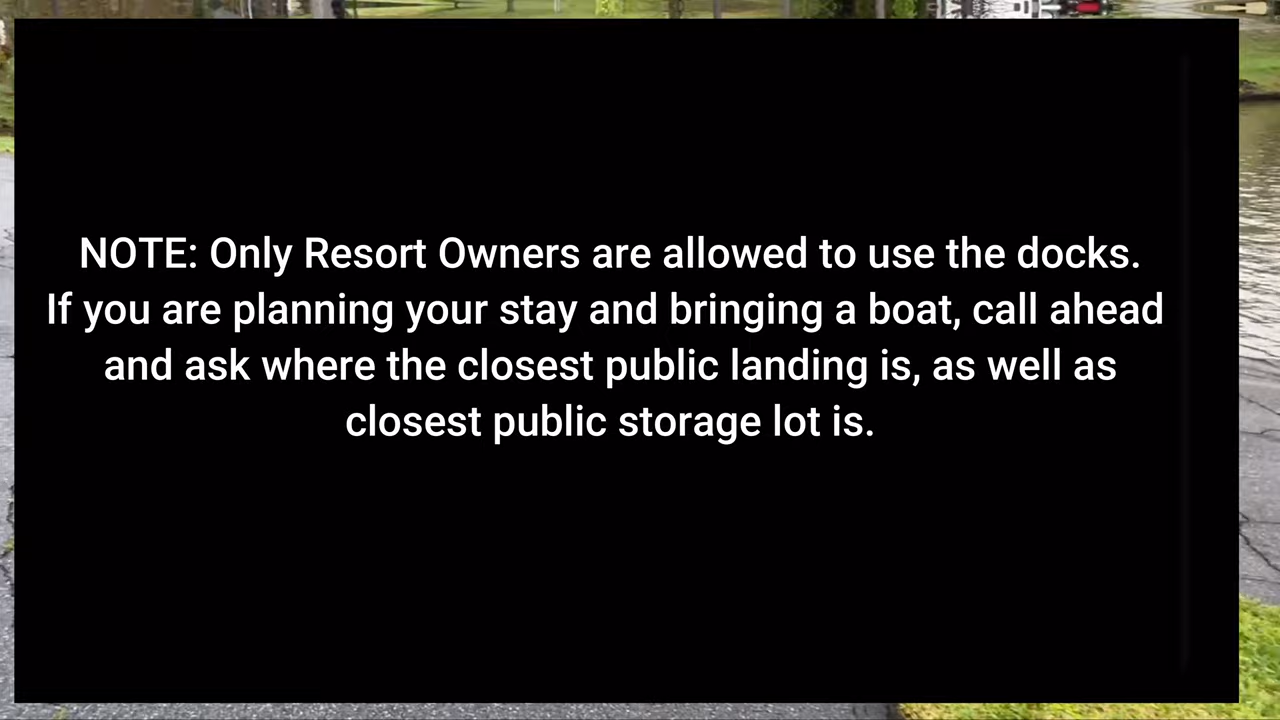 NOTE: Only Resort Owners are allowed to use the docks.
If you are planning your stay and bringing a boat, call ahead
and ask where the closest public landing is, as well as
closest public storage lot is.